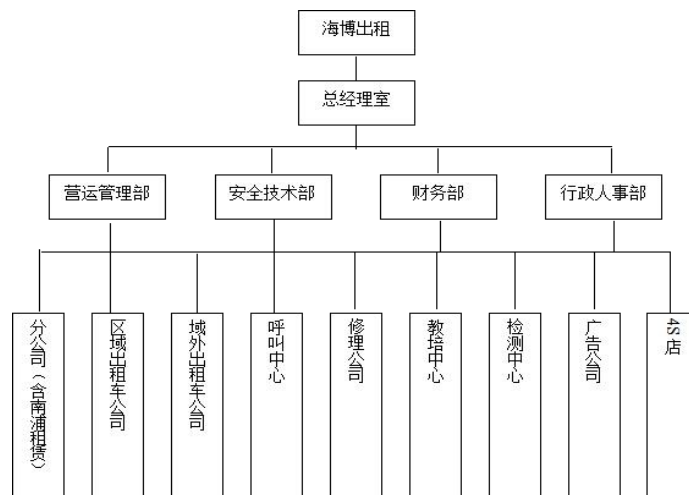 海博出租
总经理室
营运管理部
安全技术部
财务部
行政人事部
分公司（含南浦租赁）
区域出租车公司
域外出租车公司
呼叫中心
修理公司
教培中心
检测中心
广告公司
4S店